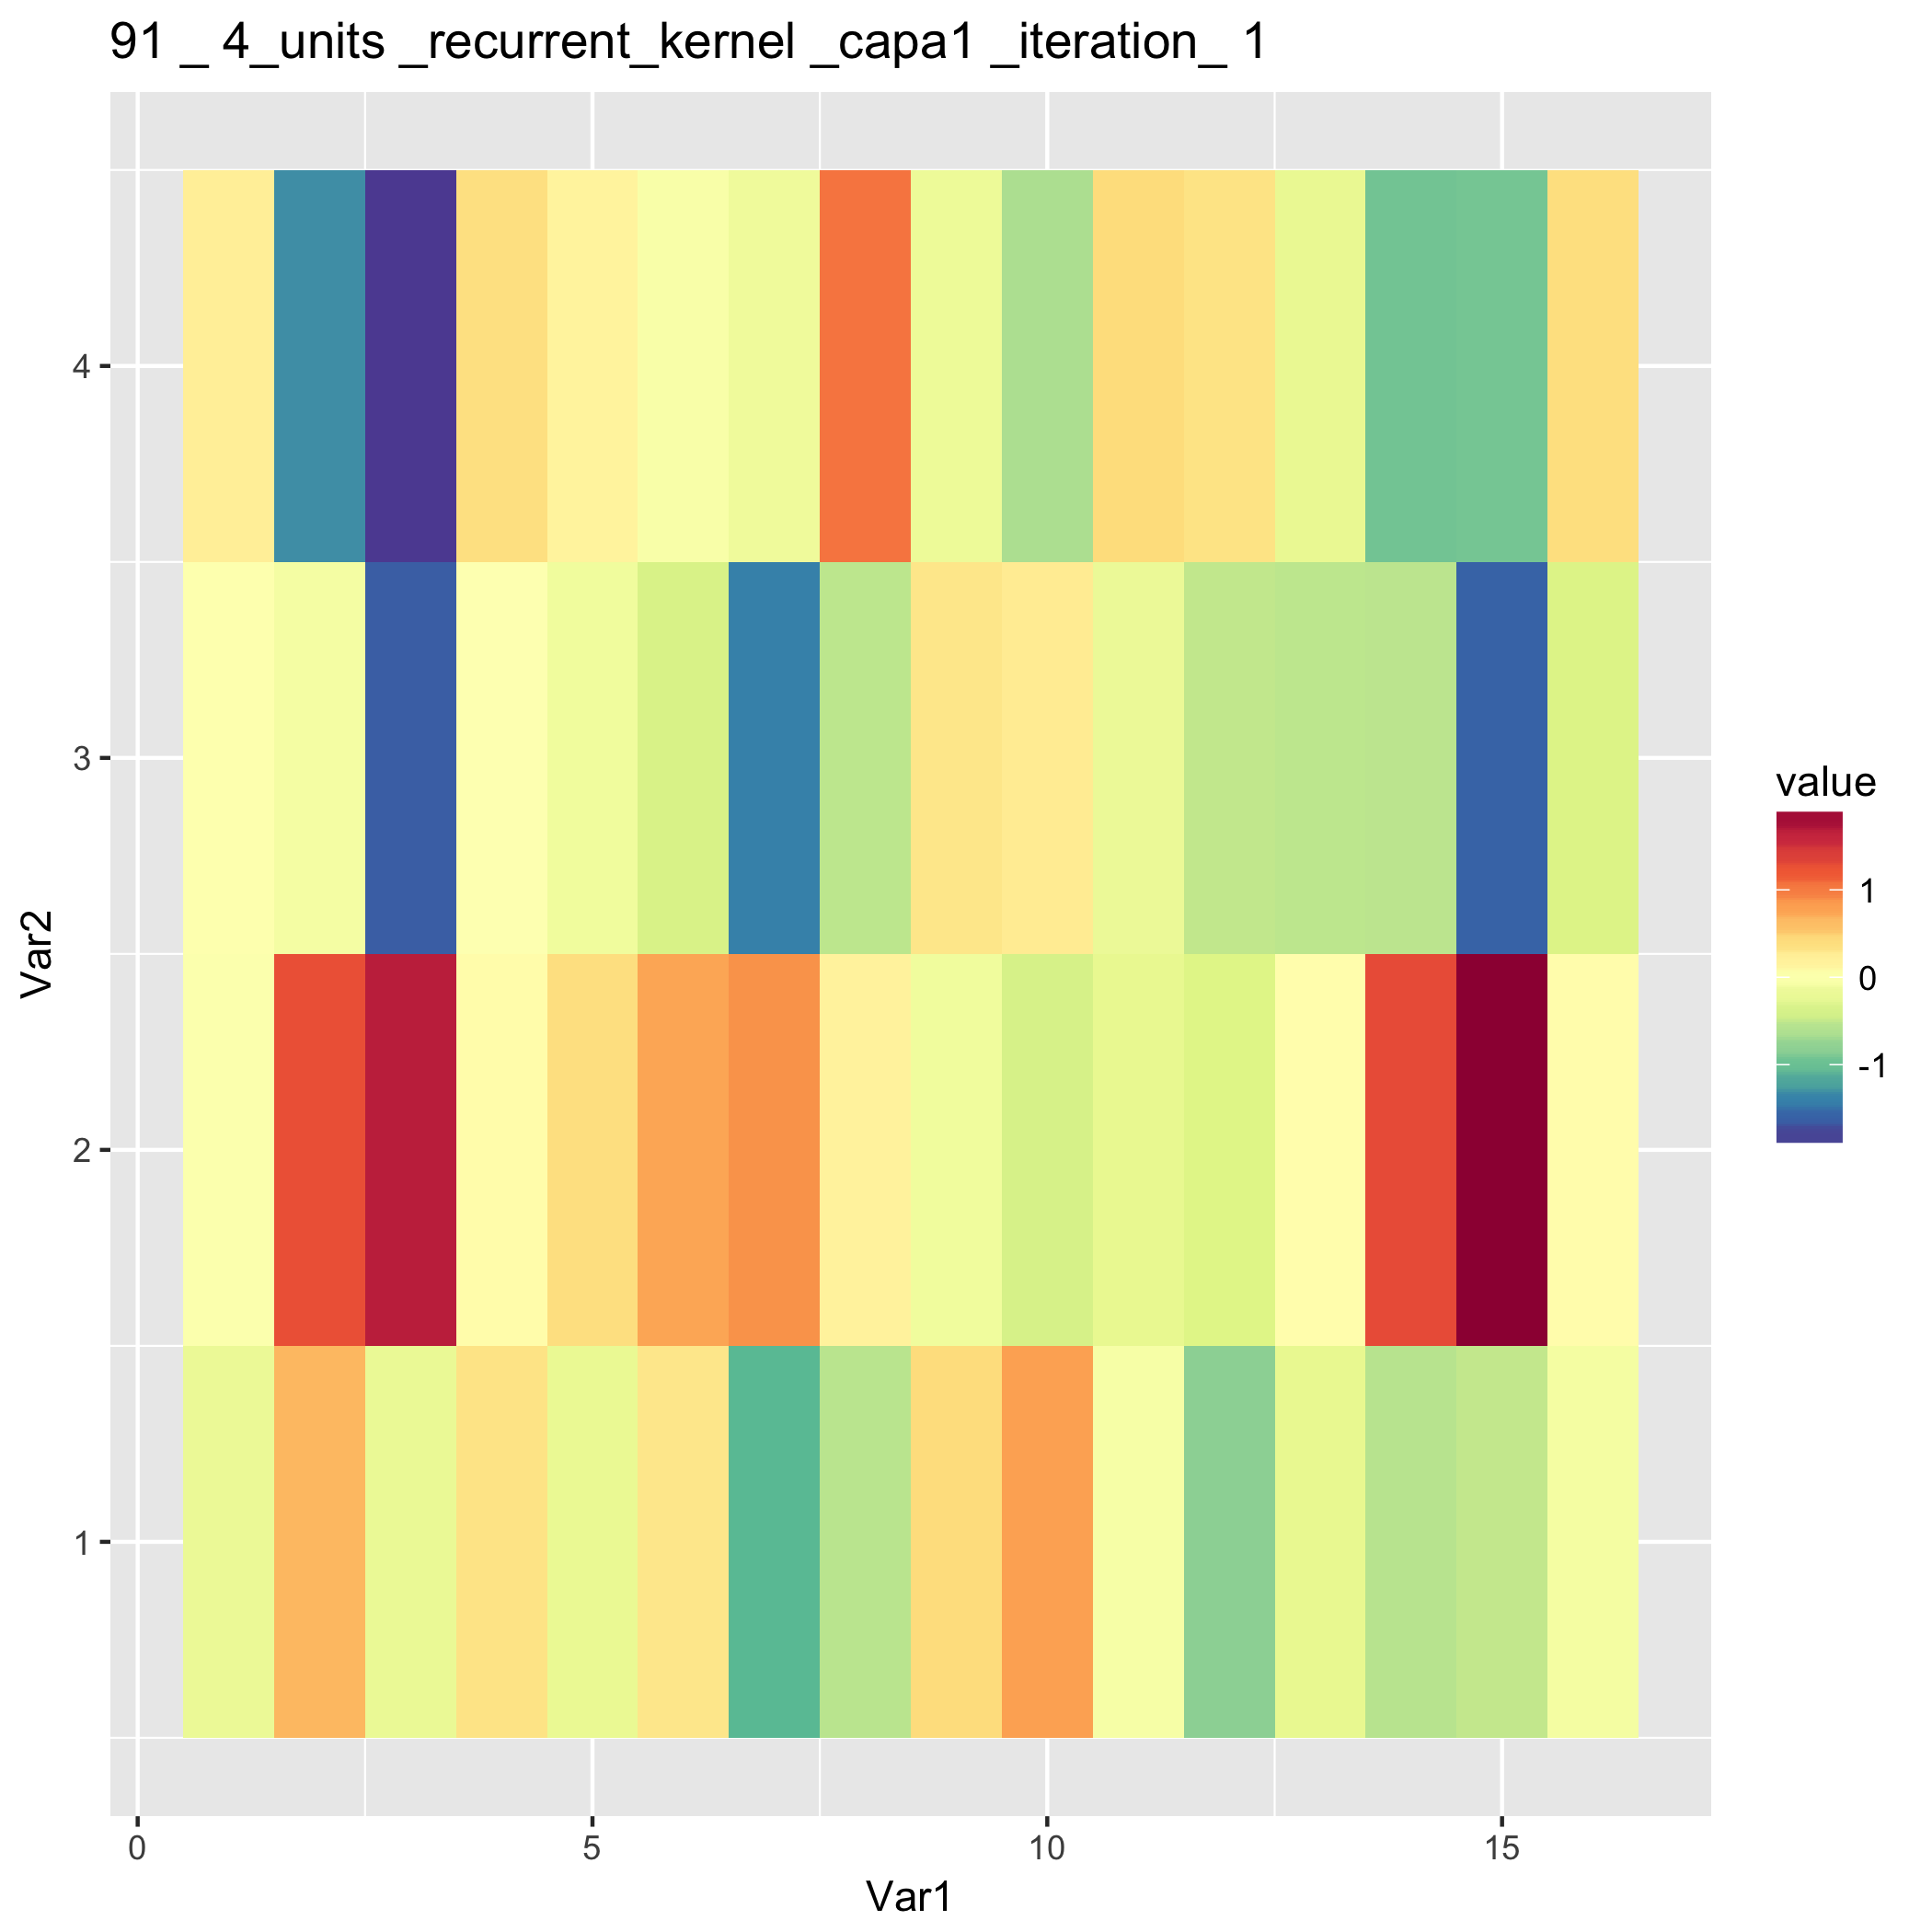 91 _ 4_units _recurrent_kernel _capa1 _iteration_ 1
4
3
2
1
Var2
0
5
10
15
Var1
value
1
0
-1